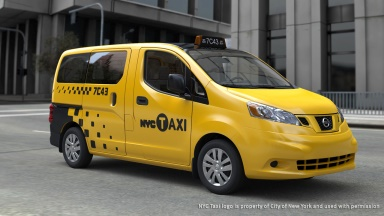 7C43
7C43
NYC TAXI
NYC Taxi logo is property of City of New York and used with permission